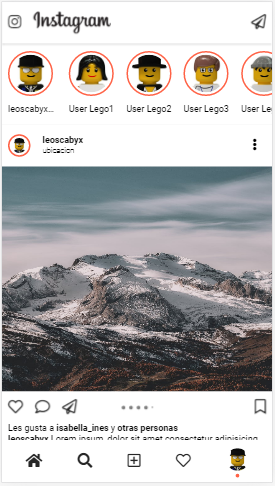 Instagram
leoscabyx...
User Lego1
User Lego2
User Lego3
User Le
leoscabyx
ubicacion
Les gusta a isabella_ines y otras personas
leoscabyx Lorem ipsum, dolor sit amet consectetur adipisicing